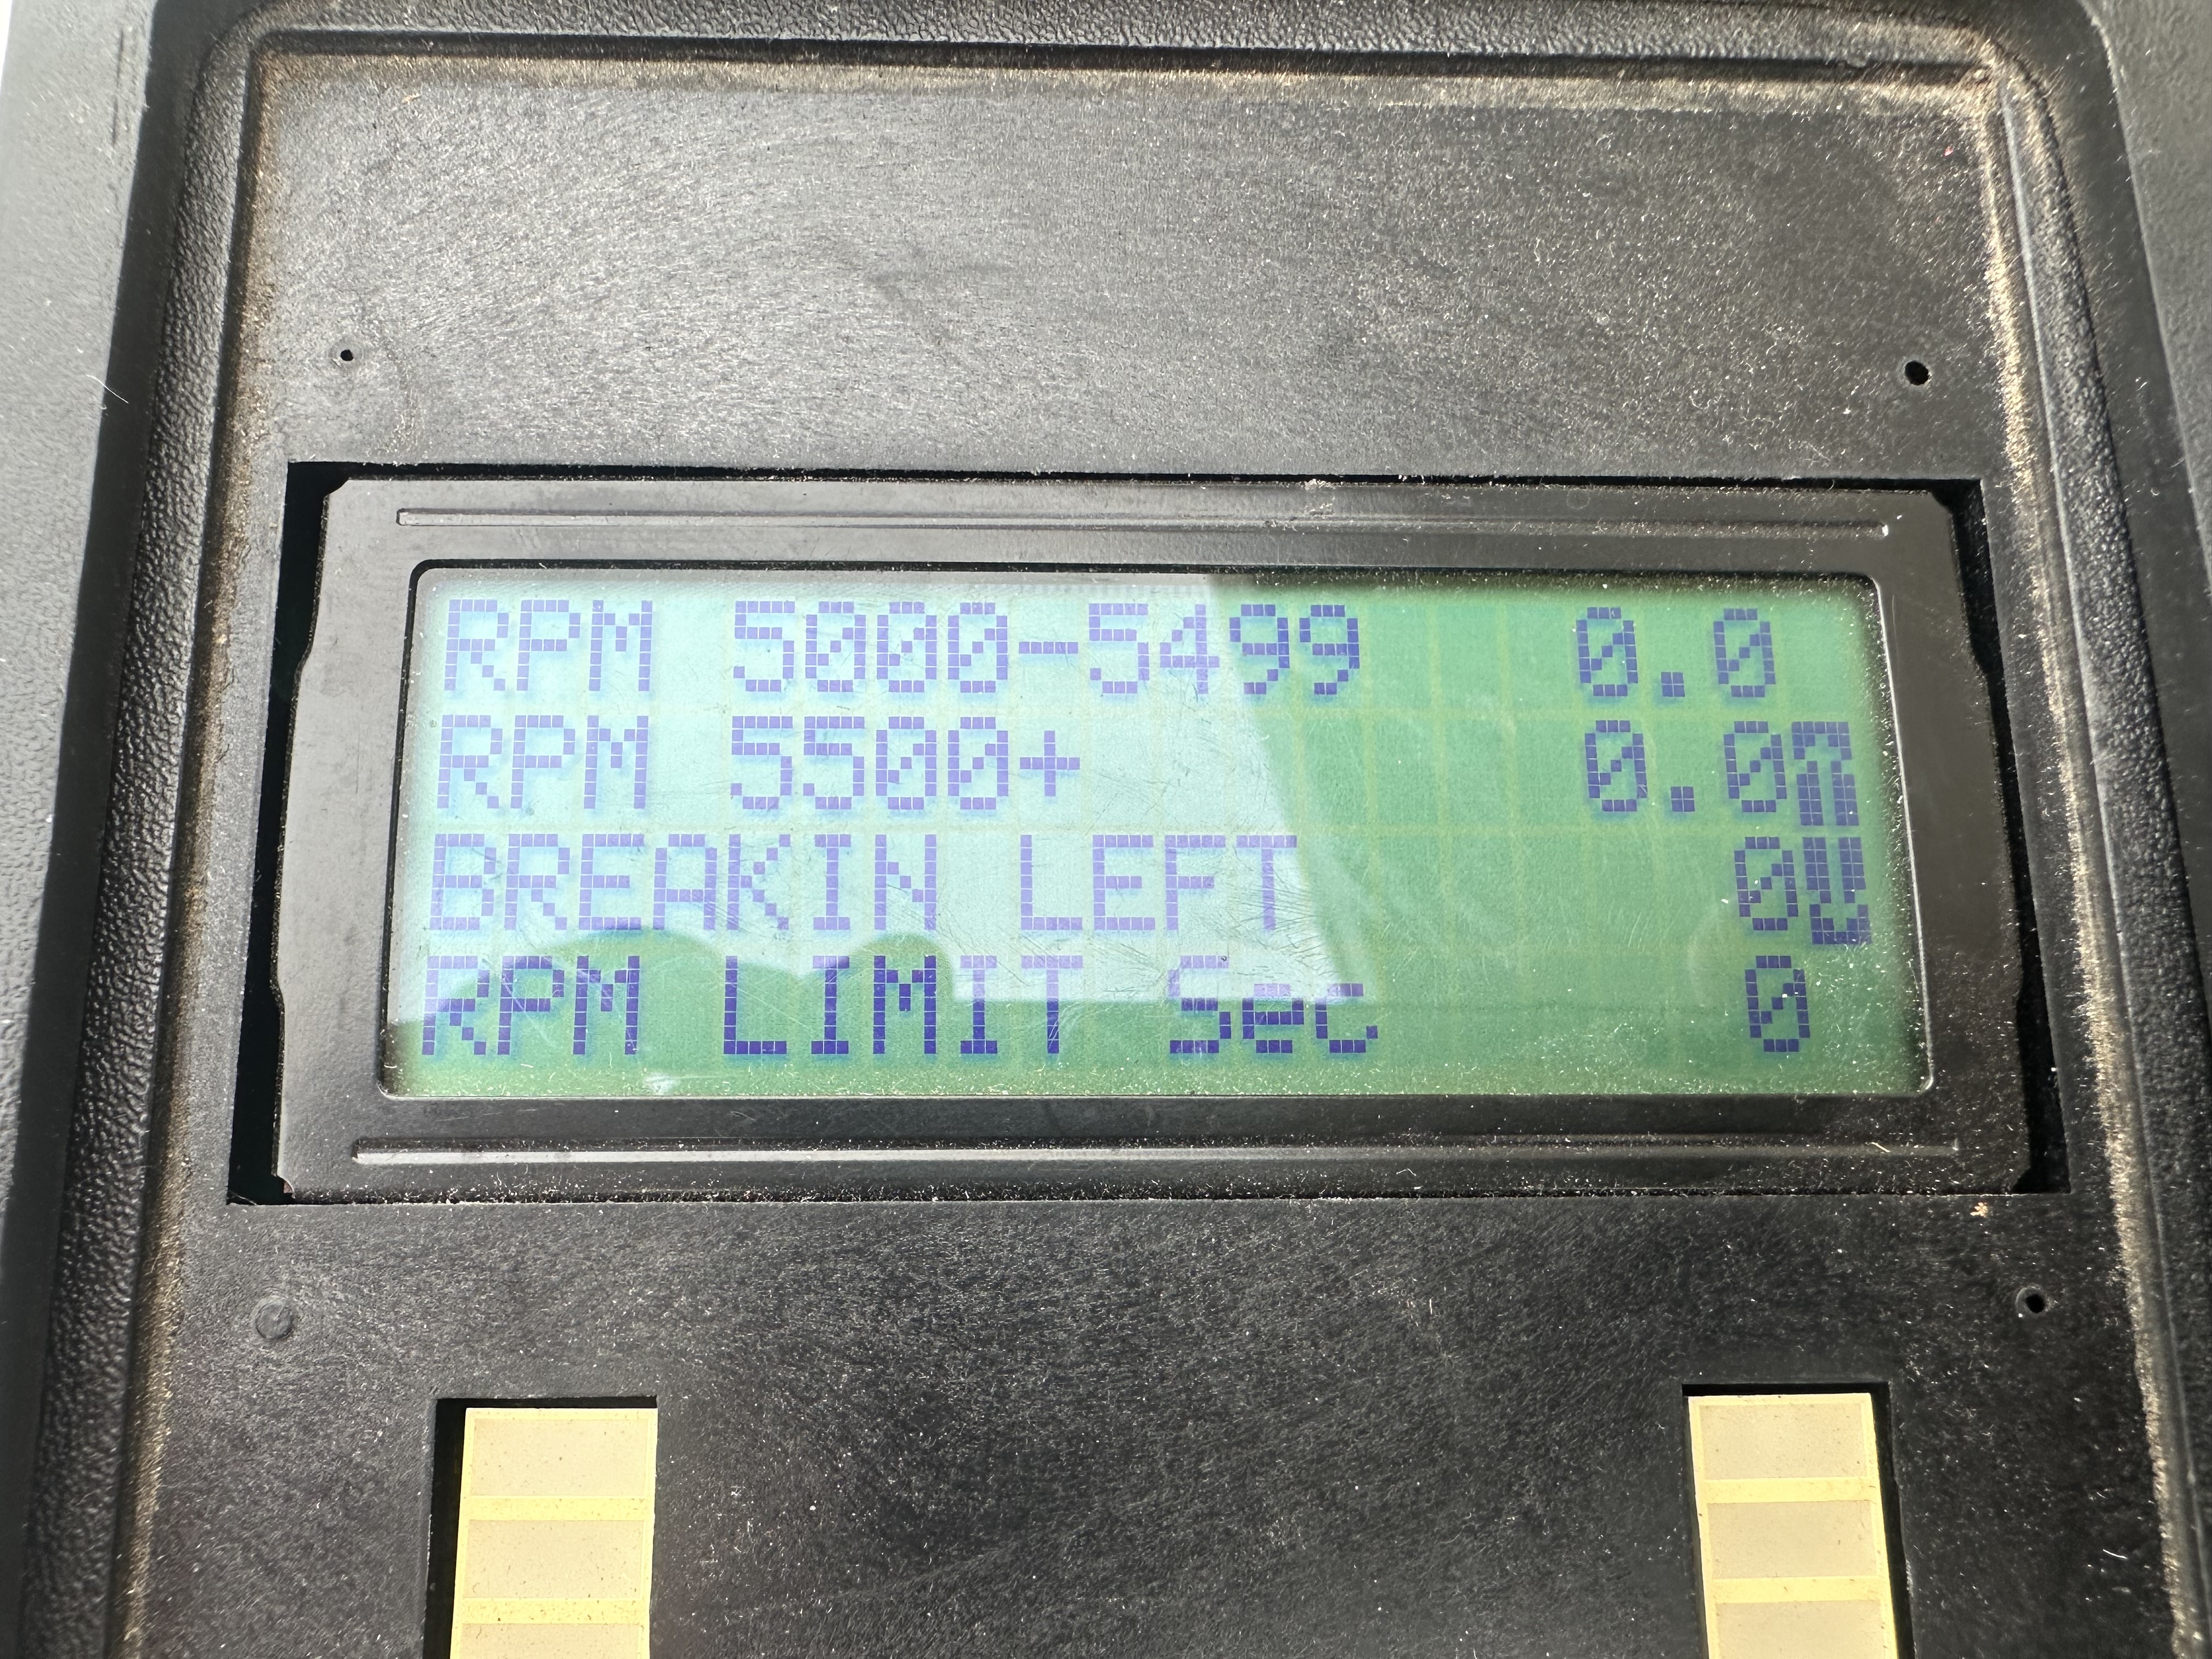 RPM 5000-5499 0.0
RPM 5500+ 0.0
BREAKIN LEFT 0
RPM LIMIT Sec 0